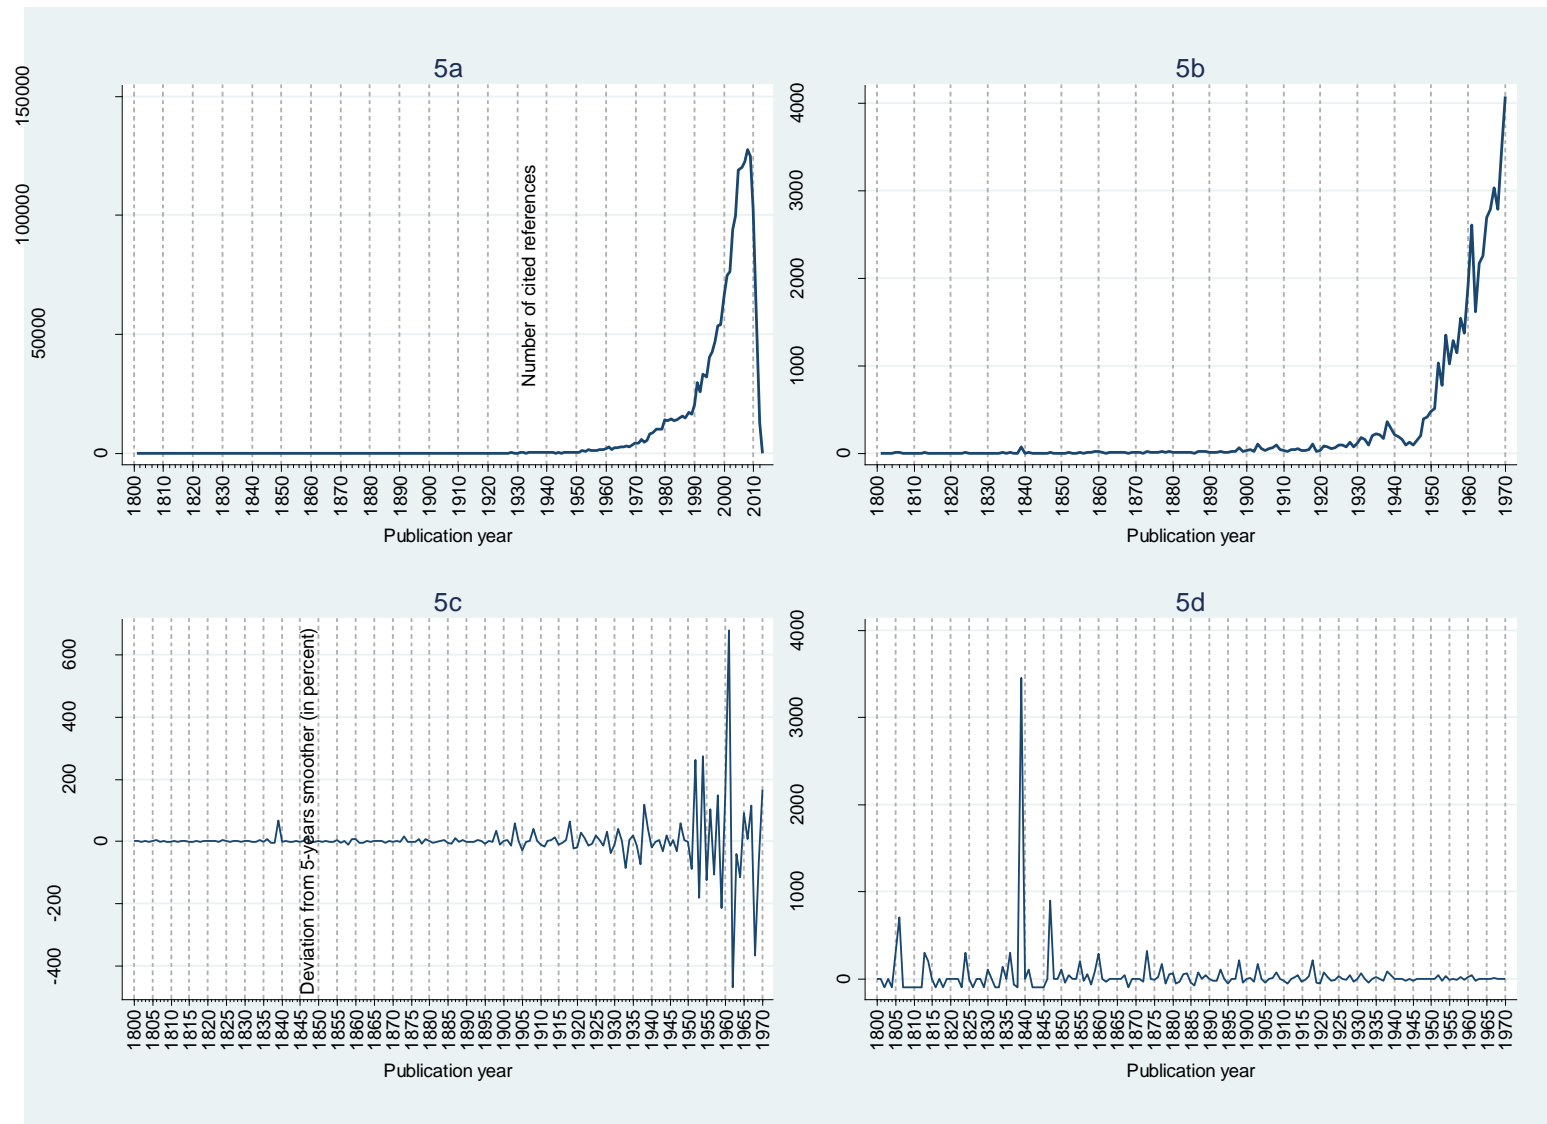 5a
150000
100000
50000
0
Number of cited references
1800 1810 1820 1830 1840 1850 1860 1870 1880 1890 1900 1910 1920 1930 1940 1950 1960 1970 1980 1990 2000 2010
Publication year
5b
4000
3000
2000
1000
0
1800 1810 1820 1830 1840 1850 1860 1870 1880 1890 1900 1910 1920 1930 1940 1950 1960 1970
Publication year
5c
600
400
200
0
-200
-400
Deviation from 5-years smoother (in percent)
1800 1805 1810 1815 1820 1825 1830 1835 1840 1845 1850 1855 1860 1865 1870 1875 1880 1885 1890 1895 1900 1905 1910 1915 1920 1925 1930 1935 1940 1945 1950 1955 1960 1965 1970
Publication year
5d
4000
3000
2000
1000
0
1800 1805 1810 1815 1820 1825 1830 1835 1840 1845 1850 1855 1860 1865 1870 1875 1880 1885 1890 1895 1900 1905 1910 1915 1920 1925 1930 1935 1940 1945 1950 1955 1960 1965 1970
Publication year